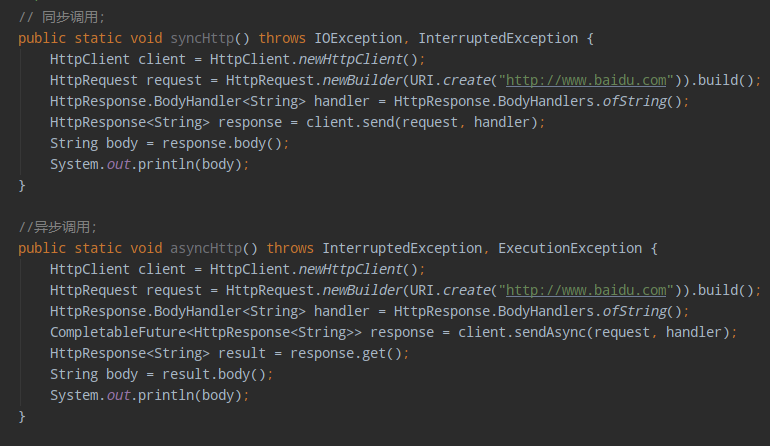 // 同步调用;
public static void syncHttp() throws IOException, InterruptedException {
    HttpClient client = HttpClient.newHttpClient();
    HttpRequest request = HttpRequest.newBuilder(URI.create("http://www.baidu.com")).build();
    HttpResponse.BodyHandler<String> handler = HttpResponse.BodyHandlers.ofString();
    HttpResponse<String> response = client.send(request, handler);
    String body = response.body();
    System.out.println(body);
}
//异步调用;
public static void asyncHttp() throws InterruptedException, ExecutionException {
    HttpClient client = HttpClient.newHttpClient();
    HttpRequest request = HttpRequest.newBuilder(URI.create("http://www.baidu.com")).build();
    HttpResponse.BodyHandler<String> handler = HttpResponse.BodyHandlers.ofString();
    CompletableFuture<HttpResponse<String>> response = client.sendAsync(request, handler);
    HttpResponse<String> result = response.get();
    String body = result.body();
    System.out.println(body);
}